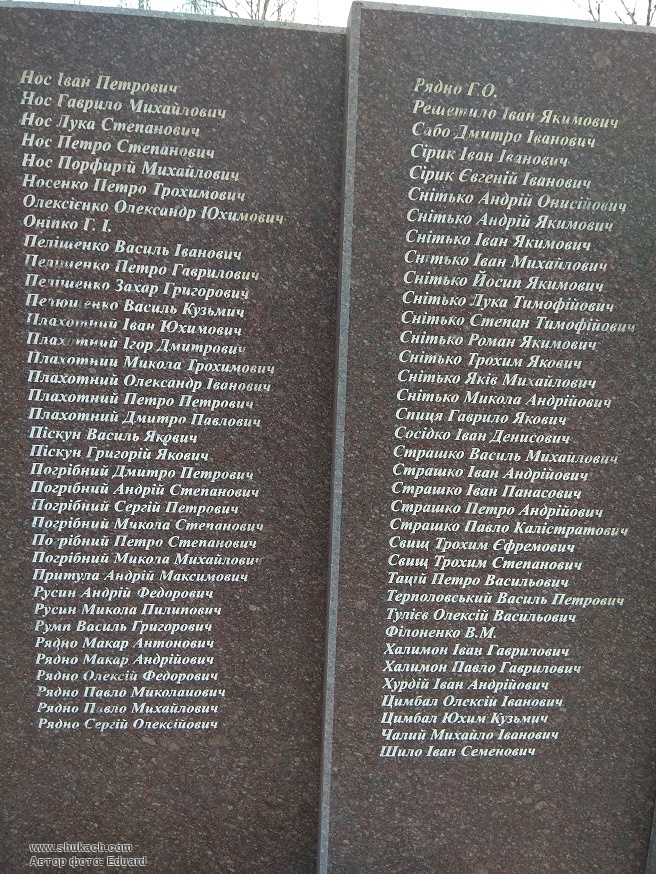 Нос Іван Петрович
Нос Гаврило Михайлович
Нос Лука Степанович
Нос Петро Степанович
Нос Порфирій Михайлович
Носенко Петро Трохимович
Олексієнко Олександр Юхимович
Оніпко Г. І.
Пеліщенко Василь Іванович
Пеліщенко Петро Гаврилович
Пеліщенко Захар Григорович
Петющенко Василь Кузьмич
Плахотний Іван Юхимович
Плахотний Ігор Дмитрович
Плахотний Микола Трохимович
Плахотний Олександр Іванович
Плахотний Петро Петрович
Плахотний Дмитро Павлович
Піскун Василь Якович
Піскун Григорій Якович
Погрібний Дмитро Петрович
Погрібний Андрій Степанович
Погрібний Сергій Петрович
Погрібний Микола Степанович
Погрібний Петро Степанович
Погрібний Микола Михайлович
Притула Андрій Максимович
Русин Андрій Федорович
Русин Микола Пилипович
Румп Василь Григорович
Рядно Макар Антонович
Рядно Макар Андрійович
Рядно Олексій Федорович
Рядно Павло Миколайович
Рядно Павло Михайлович
Рядно Сергій Олексійович
Рядно Г.О.
Решетило Іван Якимович
Сабо Дмитро Іванович
Сірик Іван Іванович
Сірик Євгеній Іванович
Снітько Андрій Онисійович
Снітько Андрій Якимович
Снітько Іван Якимович
Снітько Іван Михайлович
Снітько Йосип Якимович
Снітько Лука Тимофійович
Снітько Степан Тимофійович
Снітько Роман Якимович
Снітько Трохим Якович
Снітько Яків Михайлович
Снітько Микола Андрійович
Спиця Гаврило Якович
Сосідко Іван Денисович
Страшко Василь Михайлович
Страшко Іван Андрійович
Страшко Іван Панасович
Страшко Петро Андрійович
Страшко Павло Калістратович
Свищ Трохим Єфремович
Свищ Трохим Степанович
Тацій Петро Васильович
Терполовський Василь Петрович
Тулієв Олексій Васильович
Філоненко В.М.
Халимон Іван Гаврилович
Халимон Павло Гаврилович
Хурдій Іван Андрійович
Цимбал Олексій Іванович
Цимбал Юхим Кузьмич
Чалий Михайло Іванович
Шило Іван Семенович
www.shukach.com
Автор фото: Eduard